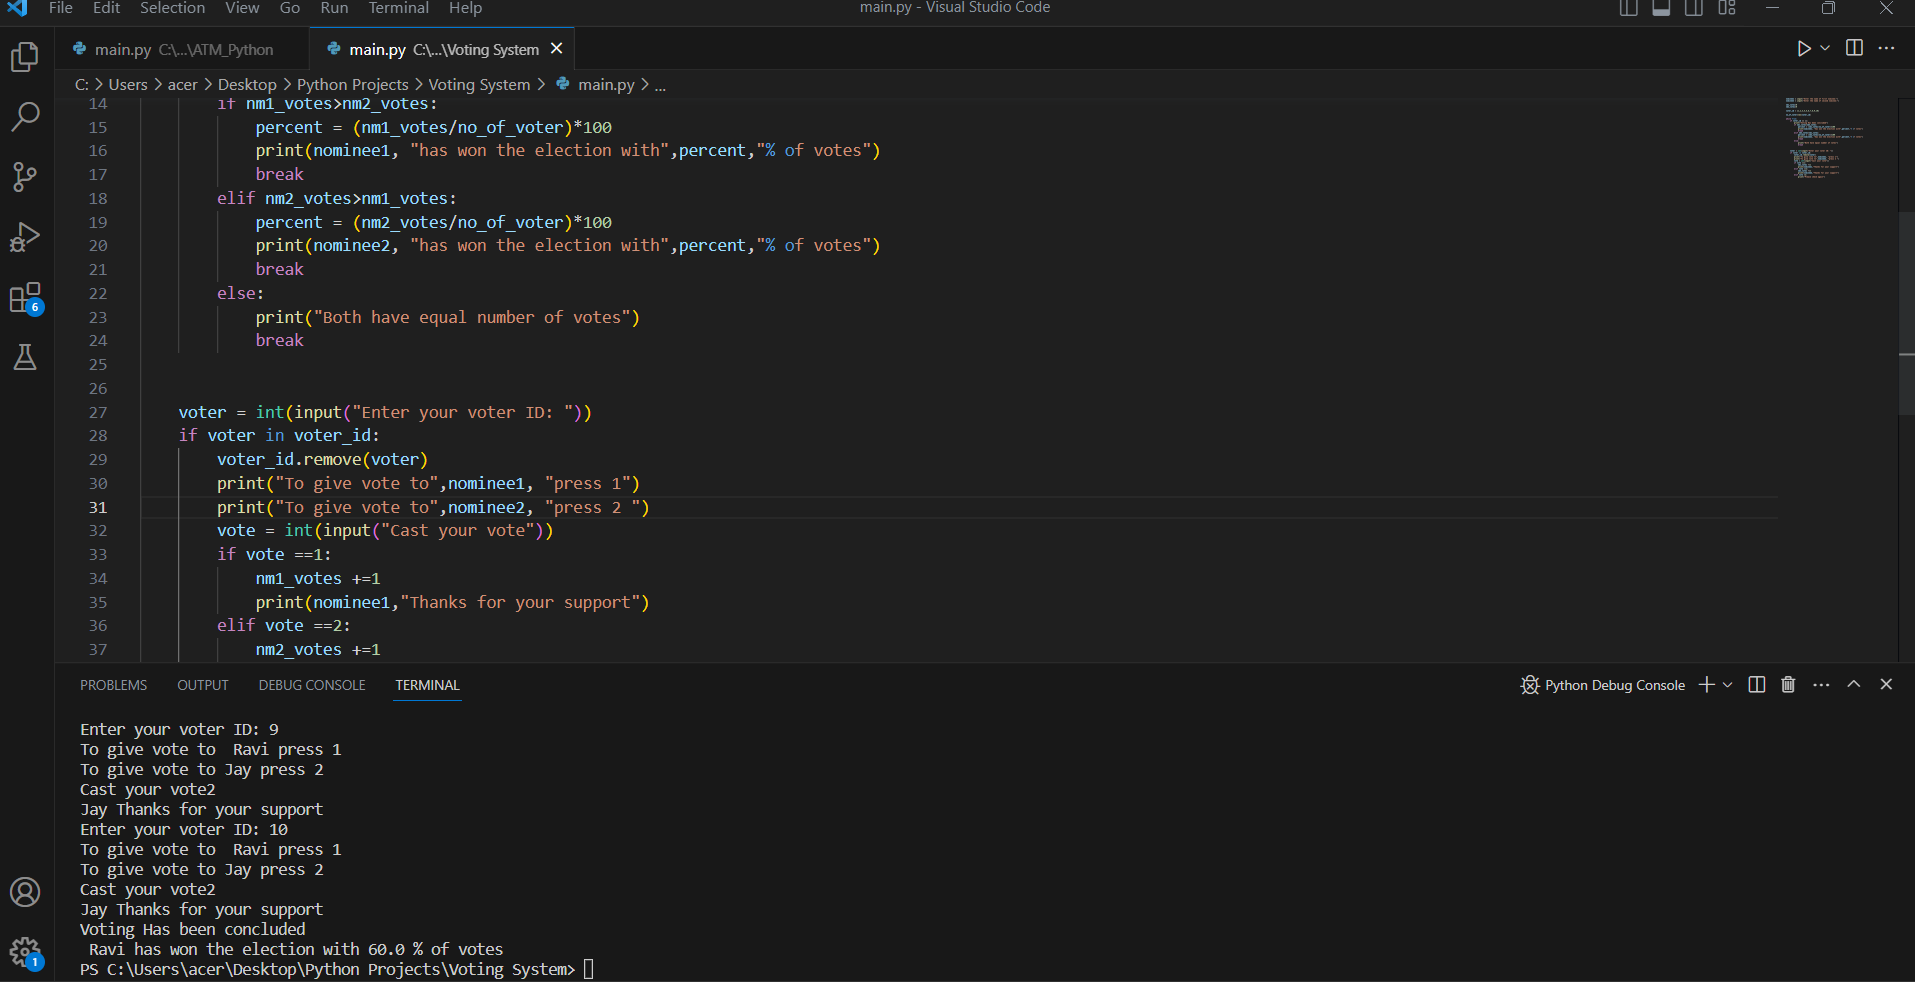 File Edit Selection View Go Run Terminal Help
main.py - Visual Studio Code
main.py C:\...\ATM_Python
main.py C:\...\Voting System
C: > Users > acer > Desktop > Python Projects > Voting System > main.py > ...
14 if nm1_votes>nm2_votes:
15 percent = (nm1_votes/no_of_voter)*100
16 print(nominee1, "has won the election with",percent,"% of votes")
17 break
18 elif nm2_votes>nm1_votes:
19 percent = (nm2_votes/no_of_voter)*100
20 print(nominee2, "has won the election with",percent,"% of votes")
21 break
22 else:
23 print("Both have equal number of votes")
24 break
25
26
27 voter = int(input("Enter your voter ID: "))
28 if voter in voter_id:
29 voter_id.remove(voter)
30 print("To give vote to",nominee1, "press 1")
31 print("To give vote to",nominee2, "press 2 ")
32 vote = int(input("Cast your vote"))
33 if vote ==1:
34 nm1_votes +=1
35 print(nominee1,"Thanks for your support")
36 elif vote ==2:
37 nm2_votes +=1
6
1
PROBLEMS OUTPUT DEBUG CONSOLE TERMINAL
Python Debug Console
Enter your voter ID: 9
To give vote to  Ravi press 1
To give vote to Jay press 2
Cast your vote2
Jay Thanks for your support
Enter your voter ID: 10
To give vote to  Ravi press 1
To give vote to Jay press 2
Cast your vote2
Jay Thanks for your support
Voting Has been concluded
 Ravi has won the election with 60.0 % of votes
PS C:\Users\acer\Desktop\Python Projects\Voting System>